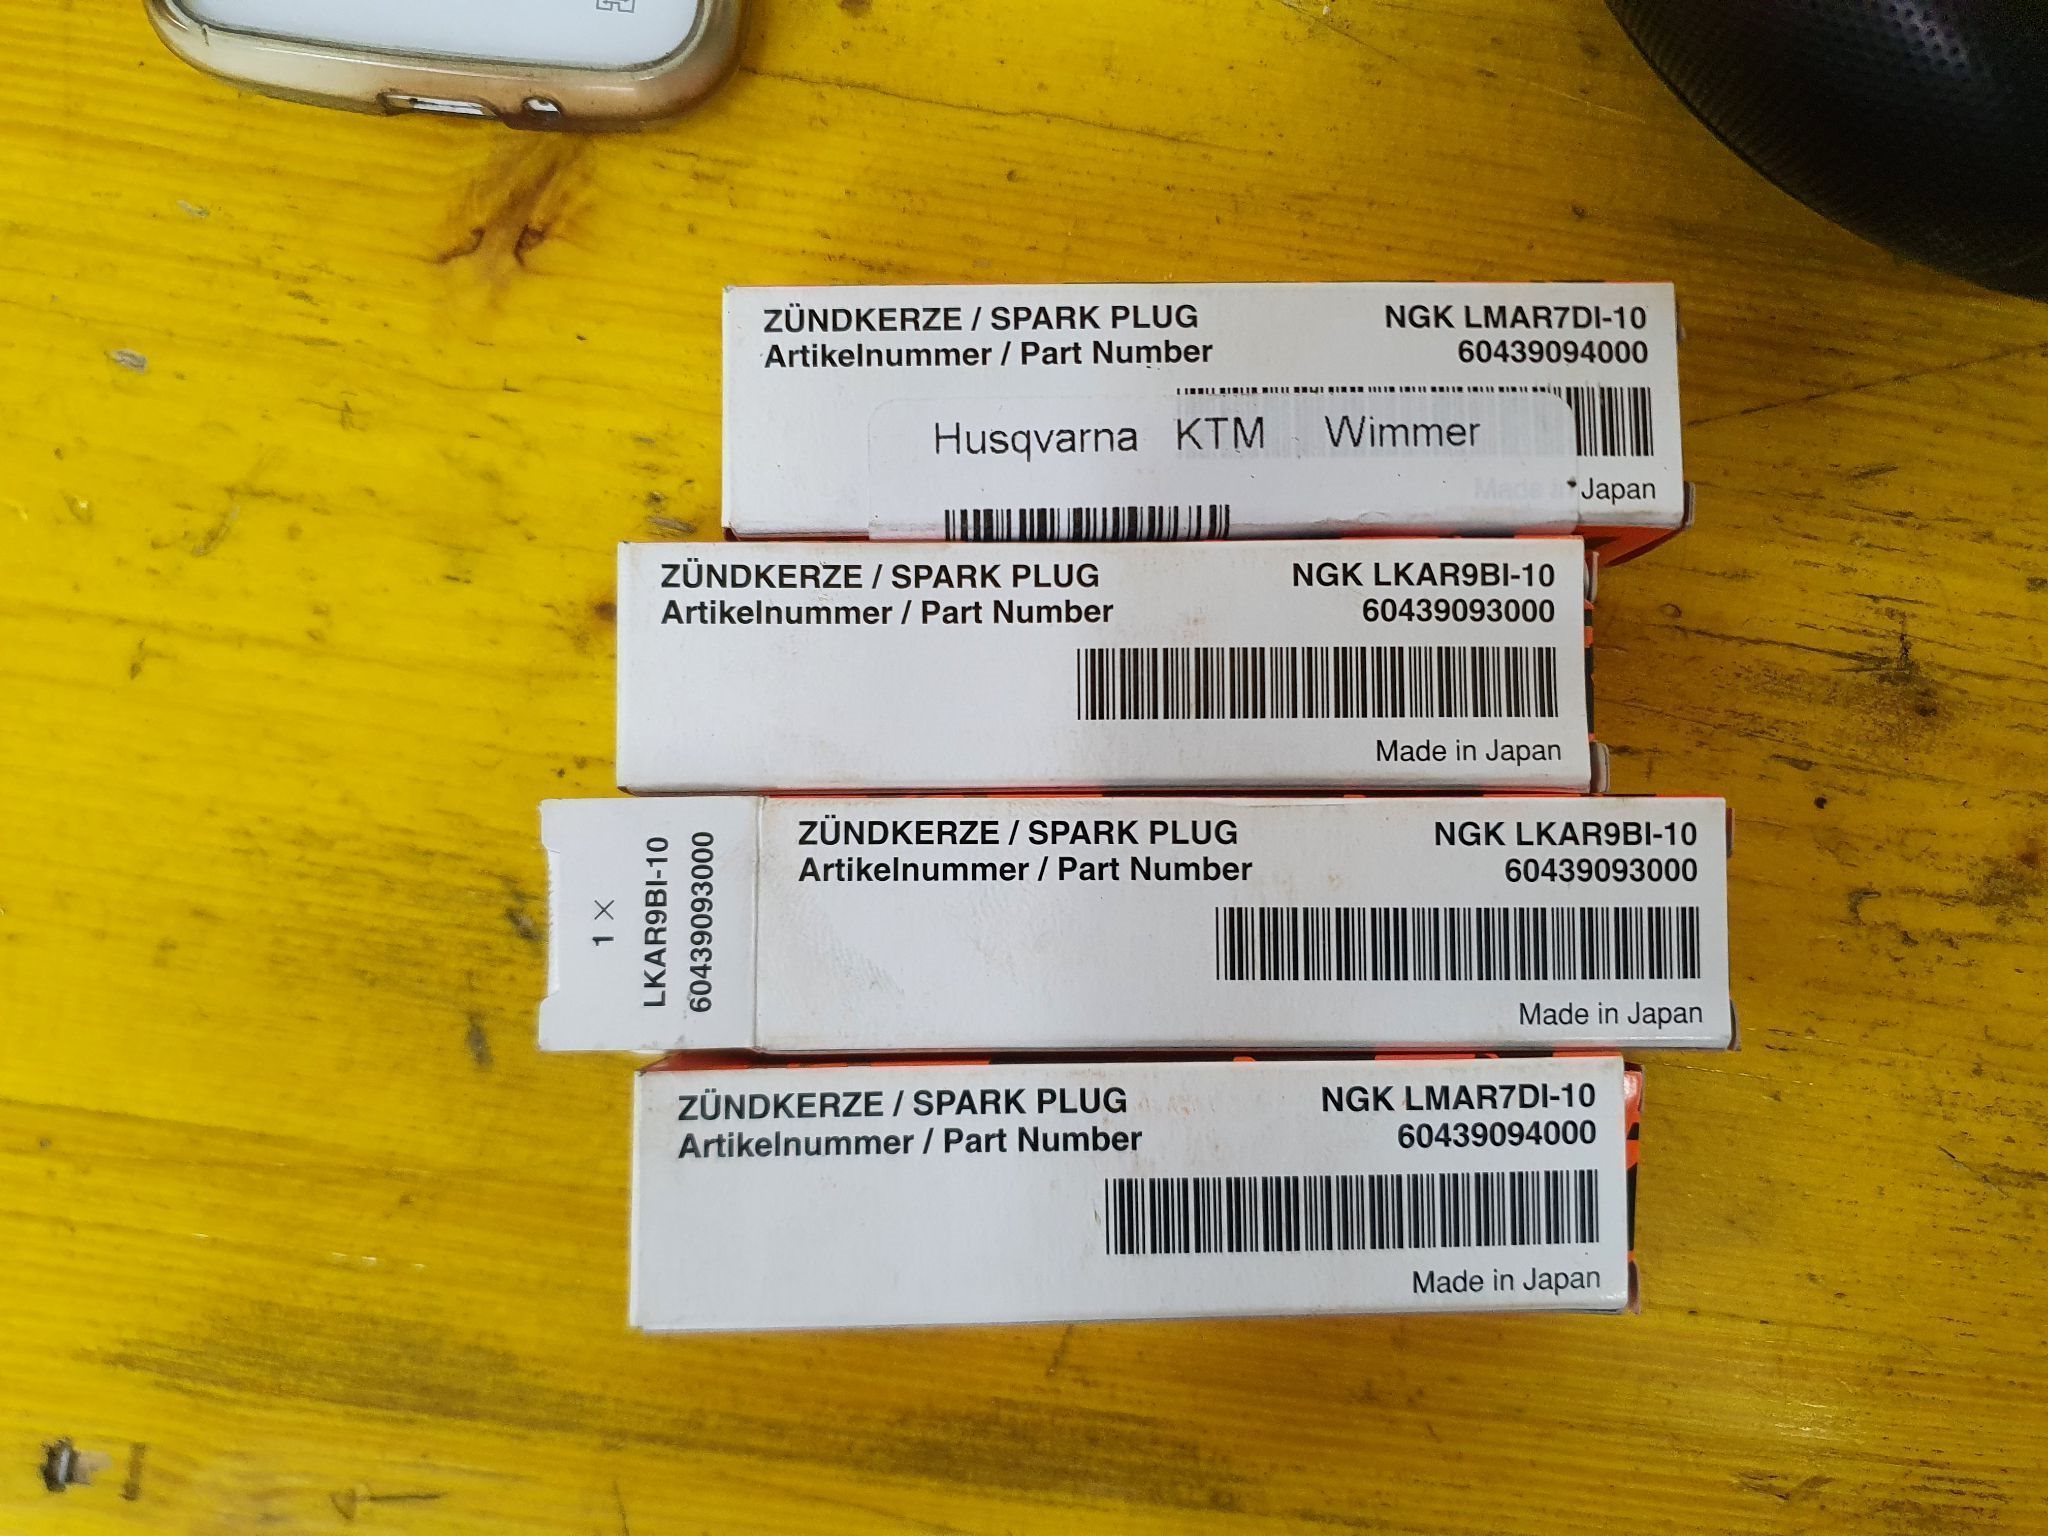 ZÜNDKERZE / SPARK PLUG NGK LMAR7DI-10
Artikelnummer / Part Number 60439094000
Husqvarna KTM Wimmer
Made in Japan
ZÜNDKERZE / SPARK PLUG NGK LKAR9BI-10
Artikelnummer / Part Number 60439093000
Made in Japan
1 ×
LKAR9BI-10
60439093000
ZÜNDKERZE / SPARK PLUG NGK LKAR9BI-10
Artikelnummer / Part Number 60439093000
Made in Japan
ZÜNDKERZE / SPARK PLUG NGK LMAR7DI-10
Artikelnummer / Part Number 60439094000
Made in Japan